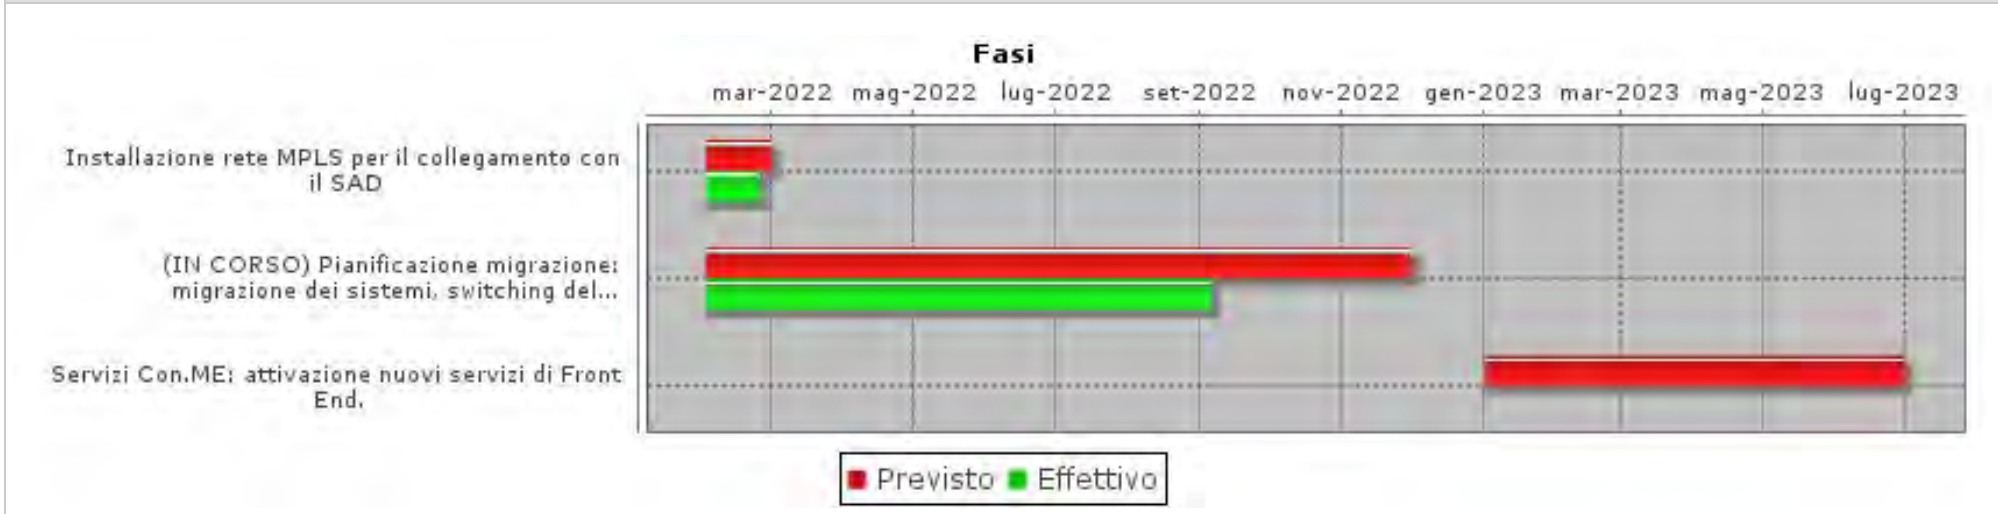 Fasi
mar-2022 mag-2022 lug-2022 set-2022 nov-2022 gen-2023 mar-2023 mag-2023 lug-2023
Installazione rete MPLS per il collegamento con
il SAD
(IN CORSO) Pianificazione migrazione:
migrazione dei sistemi, switching del...
Servizi Con.ME: attivazione nuovi servizi di Front
End.
Previsto Effettivo